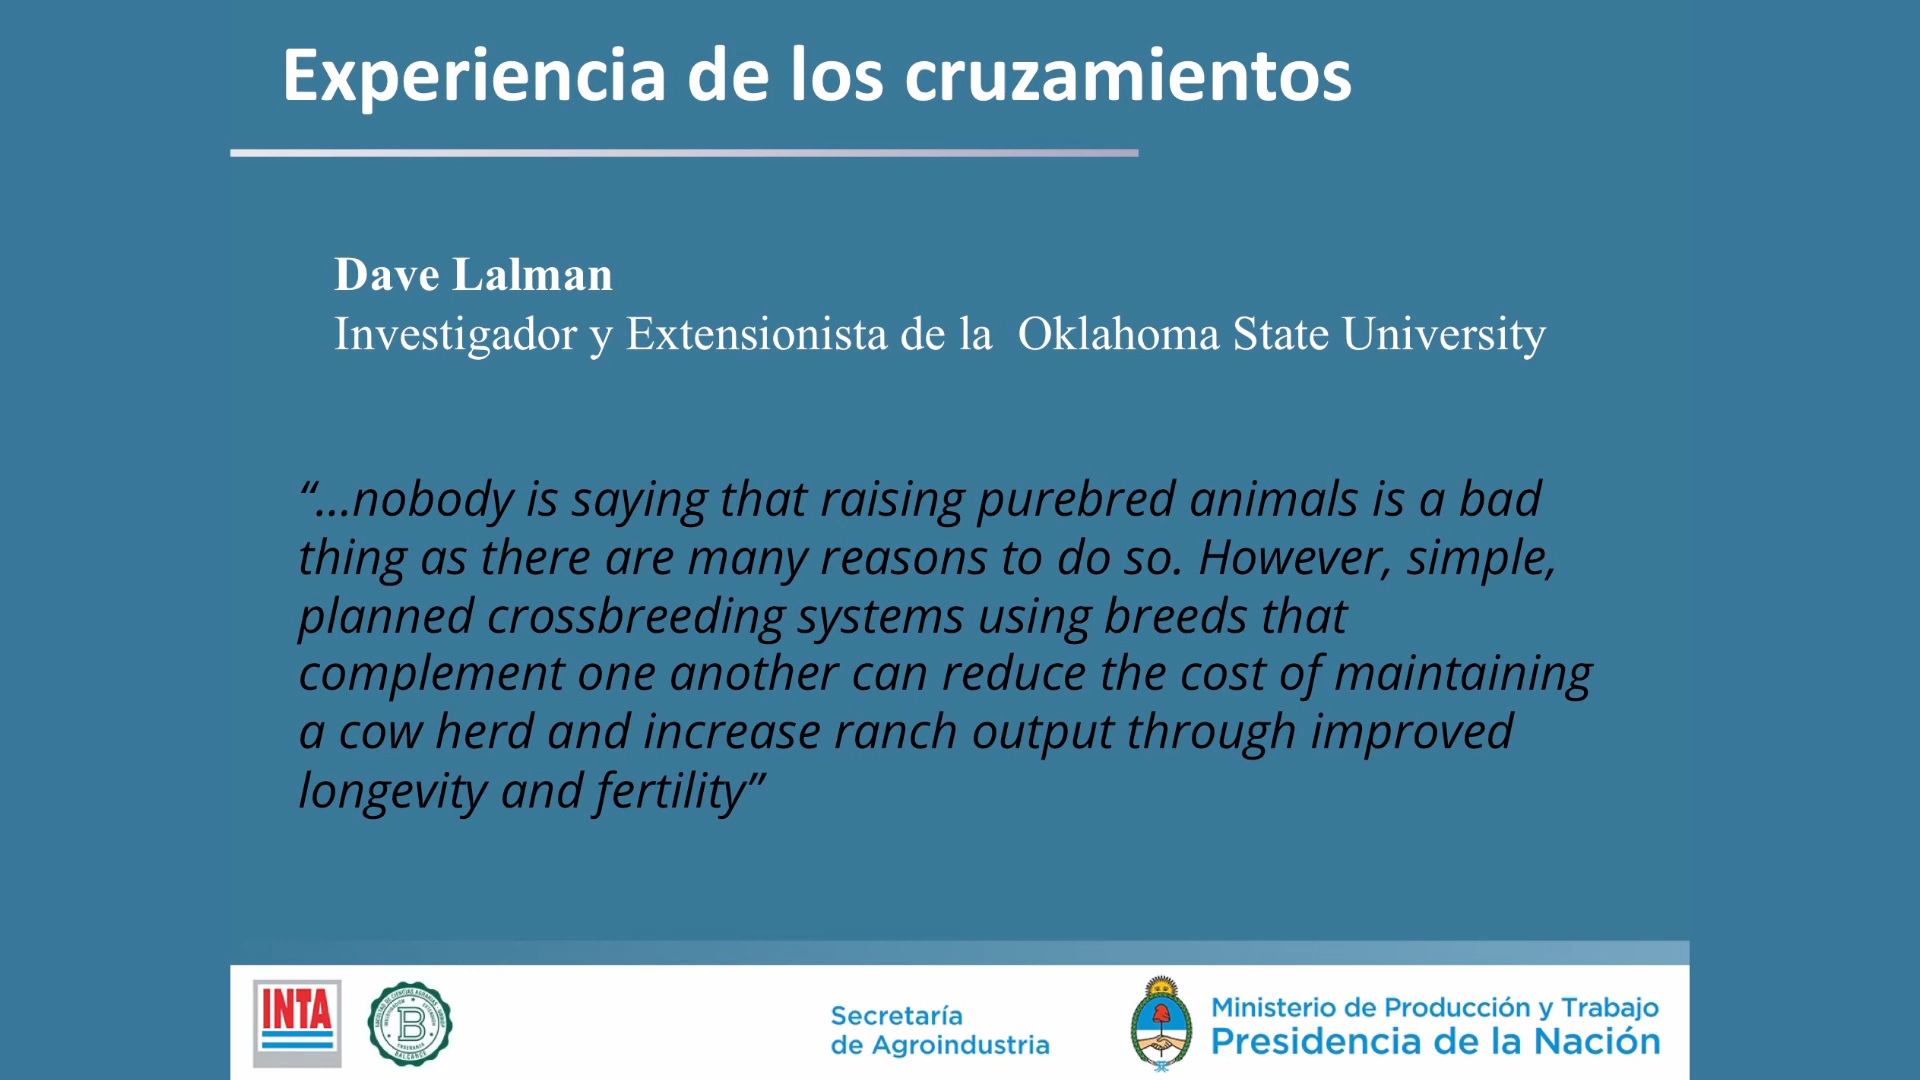 Experiencia de los cruzamientos
Dave Lalman
Investigador y Extensionista de la Oklahoma State University
“...nobody is saying that raising purebred animals is a bad
thing as there are many reasons to do so. However, simple,
planned crossbreeding systems using breeds that
complement one another can reduce the cost of maintaining
a cow herd and increase ranch output through improved
longevity and fertility”
INTA
B
BALCARCE
Secretaría
de Agroindustria
Ministerio de Producción y Trabajo
Presidencia de la Nación